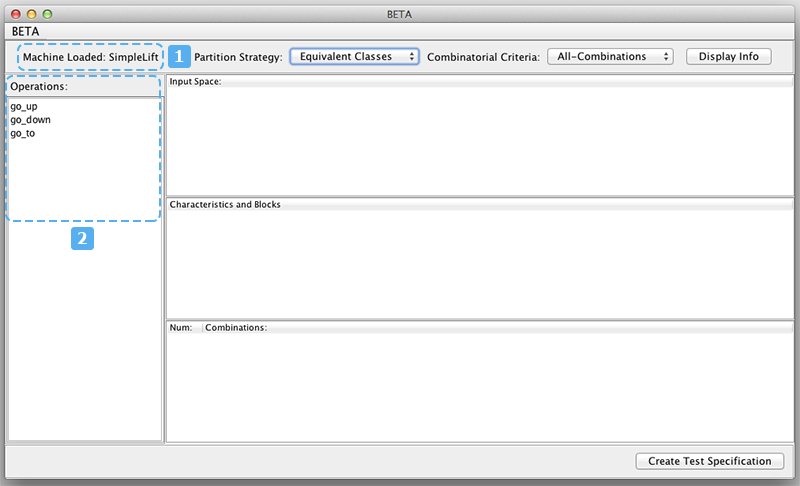 BETA
BETA
Machine Loaded: SimpleLift 1 Partition Strategy: Equivalent Classes Combinatorial Criteria: All-Combinations Display Info
Operations:
go_up
go_down
go_to
2
Input Space:
Characteristics and Blocks
Num: Combinations:
Create Test Specification